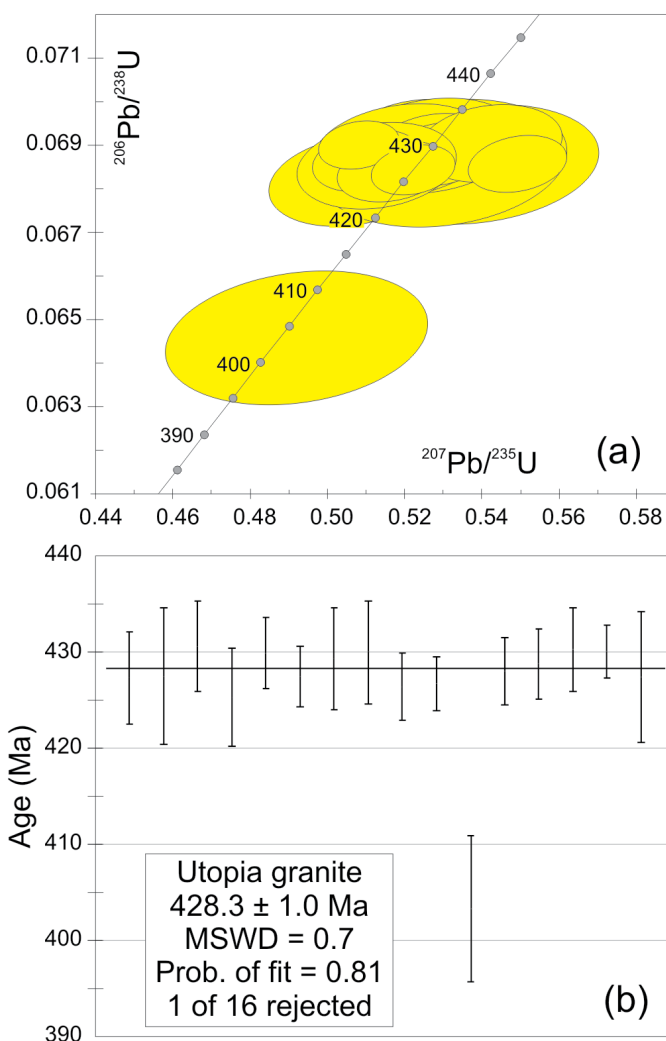 0.071
0.069
0.067
0.065
0.063
0.061
²⁰⁶Pb/²³⁸U
440
430
420
410
400
390
²⁰⁷Pb/²³⁵U
(a)
0.44 0.46 0.48 0.50 0.52 0.54 0.56 0.58
440
430
420
410
400
390
Age (Ma)
Utopia granite
428.3 ± 1.0 Ma
MSWD = 0.7
Prob. of fit = 0.81
1 of 16 rejected
(b)